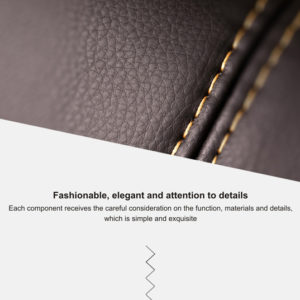 Fashionable, elegant and attention to details
Each component receives the careful consideration on the function, materials and details,
which is simple and exquisite